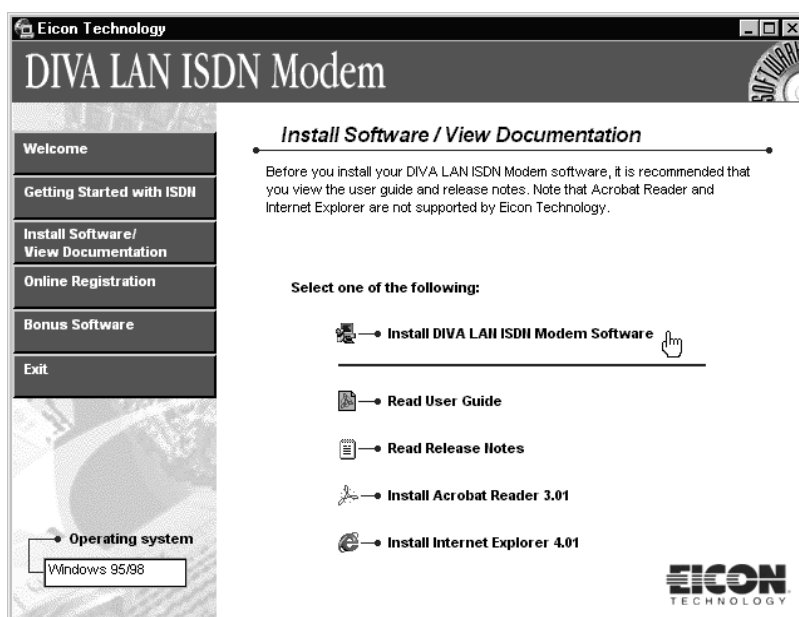 Eicon Technology
DIVA LAN ISDN Modem
SOFTWARE
Welcome
Getting Started with ISDN
Install Software/
View Documentation
Online Registration
Bonus Software
Exit
Operating system
Windows 95/98
Install Software / View Documentation
Before you install your DIVA LAN ISDN Modem software, it is recommended that
you view the user guide and release notes. Note that Acrobat Reader and
Internet Explorer are not supported by Eicon Technology.
Select one of the following:
Install DIVA LAN ISDN Modem Software
Read User Guide
Read Release Notes
Install Acrobat Reader 3.01
Install Internet Explorer 4.01
EICON
TECHNOLOGY